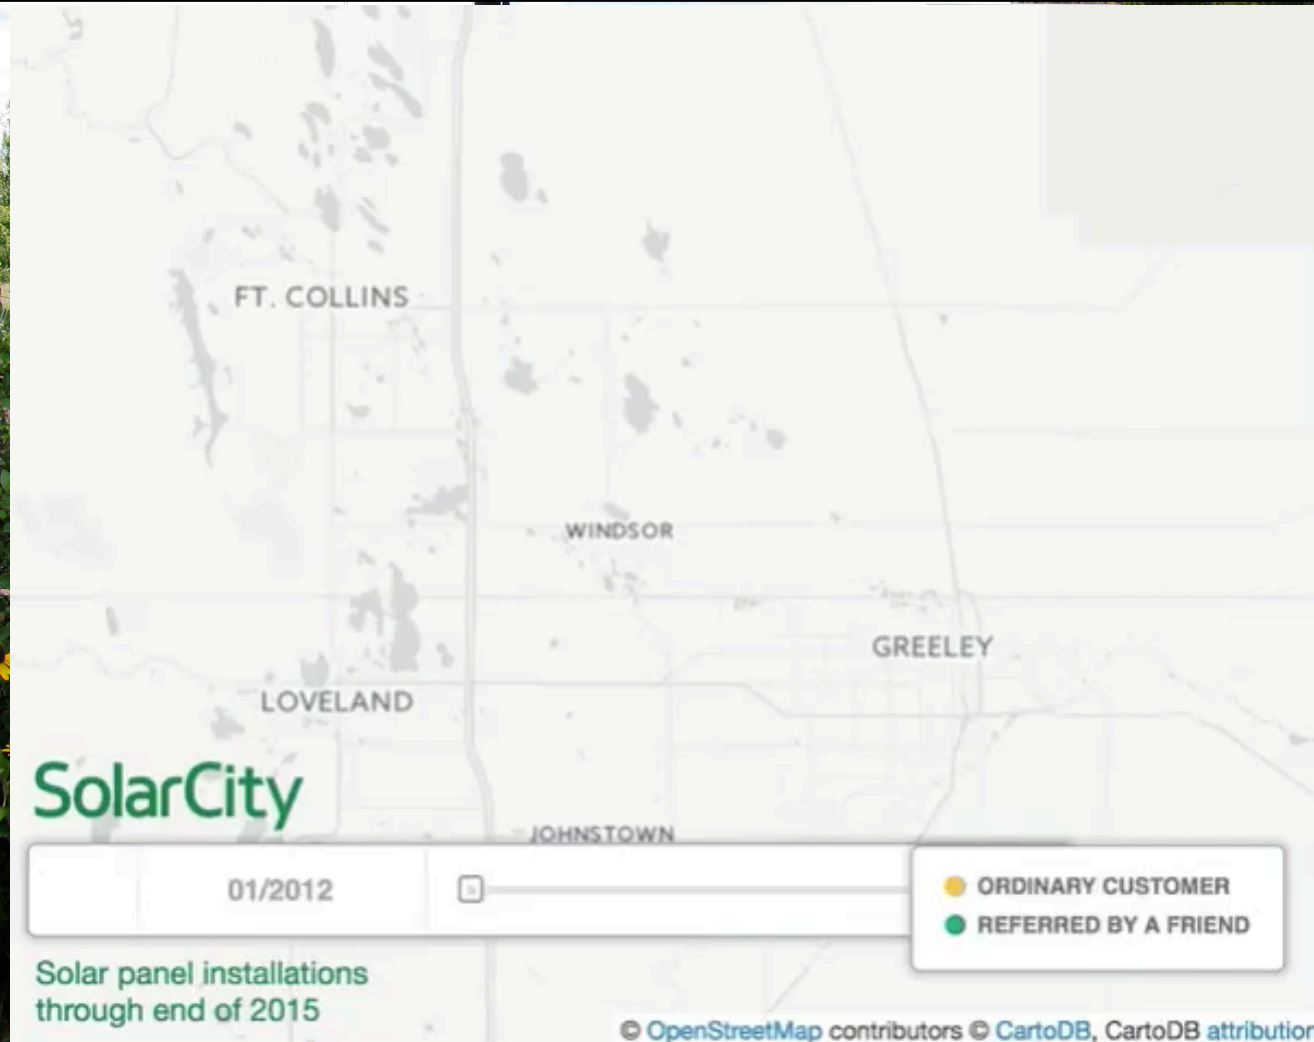 FT. COLLINS
WINDSOR
GREELEY
LOVELAND
SolarCity
JOHNSTOWN
01/2012
ORDINARY CUSTOMER
REFERRED BY A FRIEND
Solar panel installations
through end of 2015
© OpenStreetMap contributors © CartoDB, CartoDB attribution